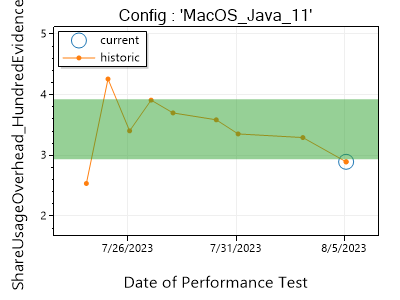 Config : 'MacOS_Java_11'
ShareUsageOverhead_HundredEvidence
current
historic
5
4
3
2
7/26/2023
7/31/2023
8/5/2023
Date of Performance Test